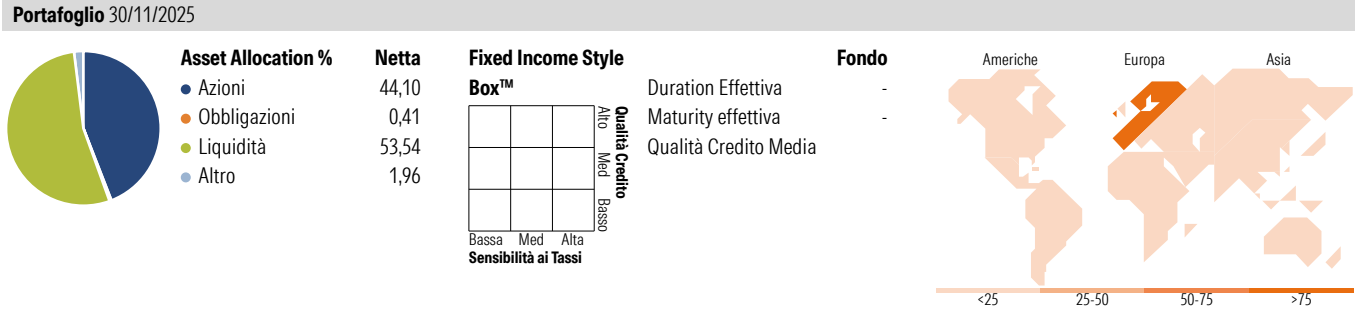 Portafoglio 30/11/2025
Asset Allocation % Netta
Azioni 44,10
Obbligazioni 0,41
Liquidità 53,54
Altro 1,96
Fixed Income Style
Box™
Alto
Med
Basso
Qualità Credito
Bassa Med Alta
Sensibilità ai Tassi
Fondo
Duration Effettiva -
Maturity effettiva -
Qualità Credito Media
Americhe Europa Asia
<25 25-50 50-75 >75